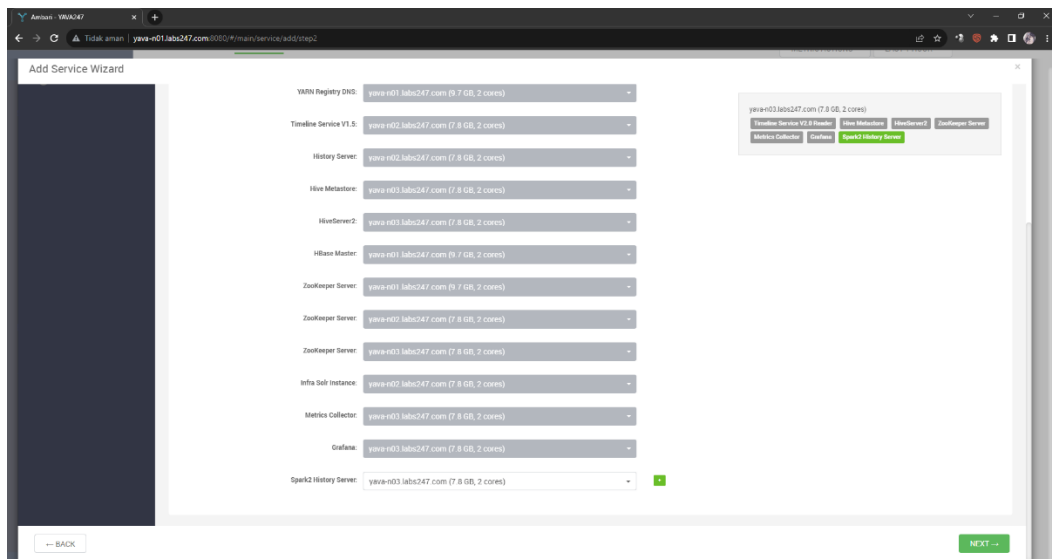 Ambari - YAVA247
Tidak aman | yava-n01.labs247.com:8080/#/main/service/add/step2
Add Service Wizard
YARN Registry DNS: yava-n01.labs247.com (9.7 GB, 2 cores)
Timeline Service V1.5: yava-n02.labs247.com (7.8 GB, 2 cores)
History Server: yava-n02.labs247.com (7.8 GB, 2 cores)
Hive Metastore: yava-n03.labs247.com (7.8 GB, 2 cores)
HiveServer2: yava-n03.labs247.com (7.8 GB, 2 cores)
HBase Master: yava-n01.labs247.com (9.7 GB, 2 cores)
ZooKeeper Server: yava-n01.labs247.com (9.7 GB, 2 cores)
ZooKeeper Server: yava-n02.labs247.com (7.8 GB, 2 cores)
ZooKeeper Server: yava-n03.labs247.com (7.8 GB, 2 cores)
Infra Solr Instance: yava-n02.labs247.com (7.8 GB, 2 cores)
Metrics Collector: yava-n03.labs247.com (7.8 GB, 2 cores)
Grafana: yava-n03.labs247.com (7.8 GB, 2 cores)
Spark2 History Server: yava-n03.labs247.com (7.8 GB, 2 cores)
yava-n03.labs247.com (7.8 GB, 2 cores)
Timeline Service V2.0 Reader Hive Metastore HiveServer2 ZooKeeper Server
Metrics Collector Grafana Spark2 History Server
← BACK
NEXT →